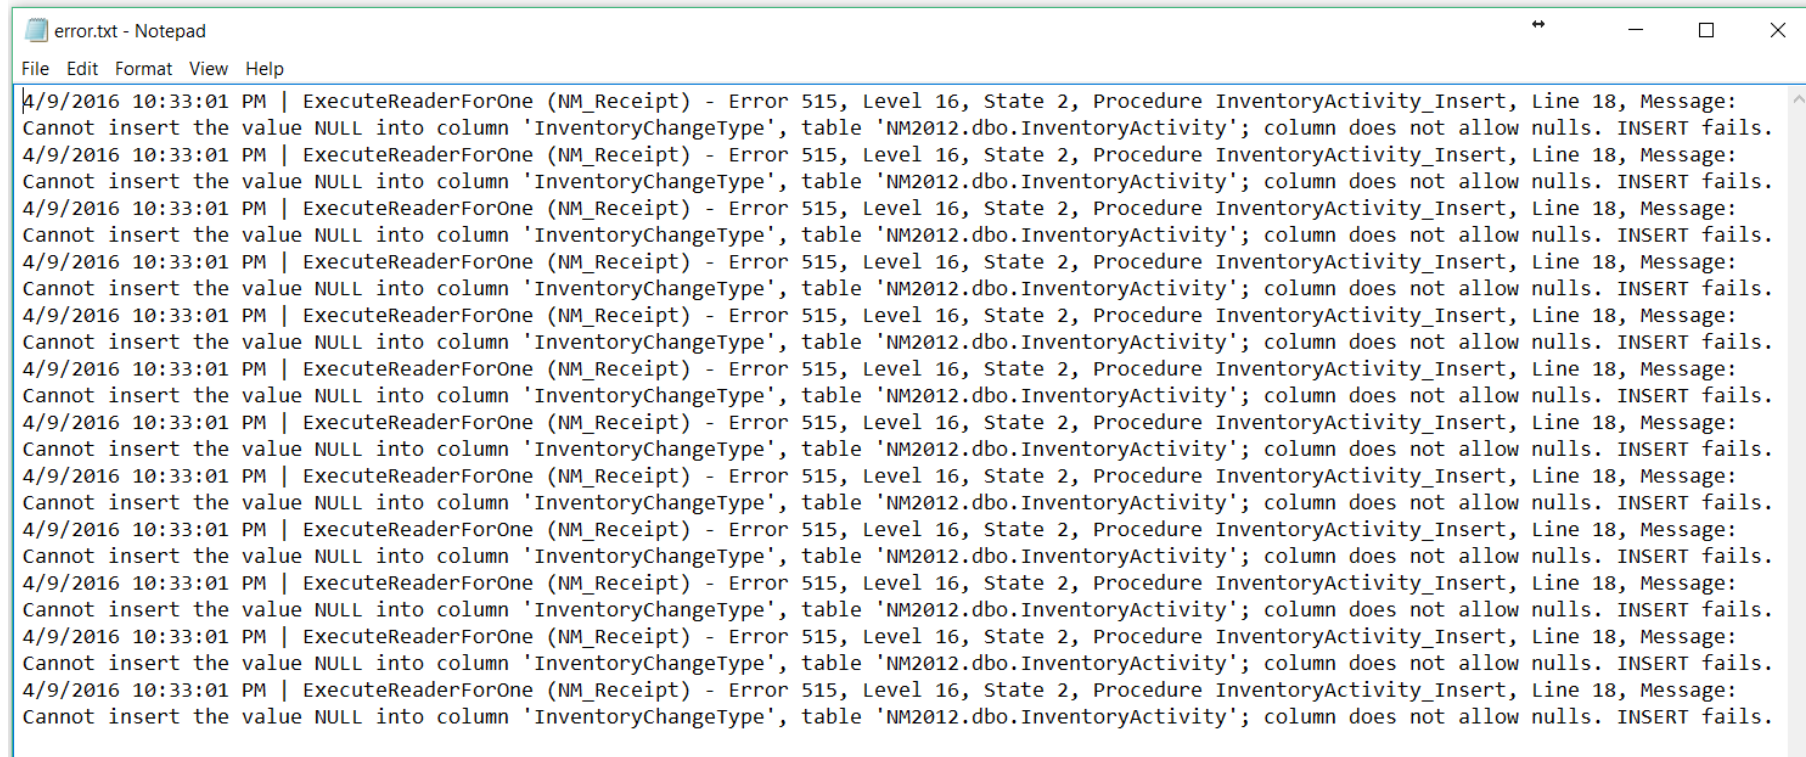 error.txt - Notepad
File Edit Format View Help
4/9/2016 10:33:01 PM | ExecuteReaderForOne (NM_Receipt) - Error 515, Level 16, State 2, Procedure InventoryActivity_Insert, Line 18, Message:
Cannot insert the value NULL into column 'InventoryChangeType', table 'NM2012.dbo.InventoryActivity'; column does not allow nulls. INSERT fails.
4/9/2016 10:33:01 PM | ExecuteReaderForOne (NM_Receipt) - Error 515, Level 16, State 2, Procedure InventoryActivity_Insert, Line 18, Message:
Cannot insert the value NULL into column 'InventoryChangeType', table 'NM2012.dbo.InventoryActivity'; column does not allow nulls. INSERT fails.
4/9/2016 10:33:01 PM | ExecuteReaderForOne (NM_Receipt) - Error 515, Level 16, State 2, Procedure InventoryActivity_Insert, Line 18, Message:
Cannot insert the value NULL into column 'InventoryChangeType', table 'NM2012.dbo.InventoryActivity'; column does not allow nulls. INSERT fails.
4/9/2016 10:33:01 PM | ExecuteReaderForOne (NM_Receipt) - Error 515, Level 16, State 2, Procedure InventoryActivity_Insert, Line 18, Message:
Cannot insert the value NULL into column 'InventoryChangeType', table 'NM2012.dbo.InventoryActivity'; column does not allow nulls. INSERT fails.
4/9/2016 10:33:01 PM | ExecuteReaderForOne (NM_Receipt) - Error 515, Level 16, State 2, Procedure InventoryActivity_Insert, Line 18, Message:
Cannot insert the value NULL into column 'InventoryChangeType', table 'NM2012.dbo.InventoryActivity'; column does not allow nulls. INSERT fails.
4/9/2016 10:33:01 PM | ExecuteReaderForOne (NM_Receipt) - Error 515, Level 16, State 2, Procedure InventoryActivity_Insert, Line 18, Message:
Cannot insert the value NULL into column 'InventoryChangeType', table 'NM2012.dbo.InventoryActivity'; column does not allow nulls. INSERT fails.
4/9/2016 10:33:01 PM | ExecuteReaderForOne (NM_Receipt) - Error 515, Level 16, State 2, Procedure InventoryActivity_Insert, Line 18, Message:
Cannot insert the value NULL into column 'InventoryChangeType', table 'NM2012.dbo.InventoryActivity'; column does not allow nulls. INSERT fails.
4/9/2016 10:33:01 PM | ExecuteReaderForOne (NM_Receipt) - Error 515, Level 16, State 2, Procedure InventoryActivity_Insert, Line 18, Message:
Cannot insert the value NULL into column 'InventoryChangeType', table 'NM2012.dbo.InventoryActivity'; column does not allow nulls. INSERT fails.
4/9/2016 10:33:01 PM | ExecuteReaderForOne (NM_Receipt) - Error 515, Level 16, State 2, Procedure InventoryActivity_Insert, Line 18, Message:
Cannot insert the value NULL into column 'InventoryChangeType', table 'NM2012.dbo.InventoryActivity'; column does not allow nulls. INSERT fails.
4/9/2016 10:33:01 PM | ExecuteReaderForOne (NM_Receipt) - Error 515, Level 16, State 2, Procedure InventoryActivity_Insert, Line 18, Message:
Cannot insert the value NULL into column 'InventoryChangeType', table 'NM2012.dbo.InventoryActivity'; column does not allow nulls. INSERT fails.
4/9/2016 10:33:01 PM | ExecuteReaderForOne (NM_Receipt) - Error 515, Level 16, State 2, Procedure InventoryActivity_Insert, Line 18, Message:
Cannot insert the value NULL into column 'InventoryChangeType', table 'NM2012.dbo.InventoryActivity'; column does not allow nulls. INSERT fails.
4/9/2016 10:33:01 PM | ExecuteReaderForOne (NM_Receipt) - Error 515, Level 16, State 2, Procedure InventoryActivity_Insert, Line 18, Message:
Cannot insert the value NULL into column 'InventoryChangeType', table 'NM2012.dbo.InventoryActivity'; column does not allow nulls. INSERT fails.